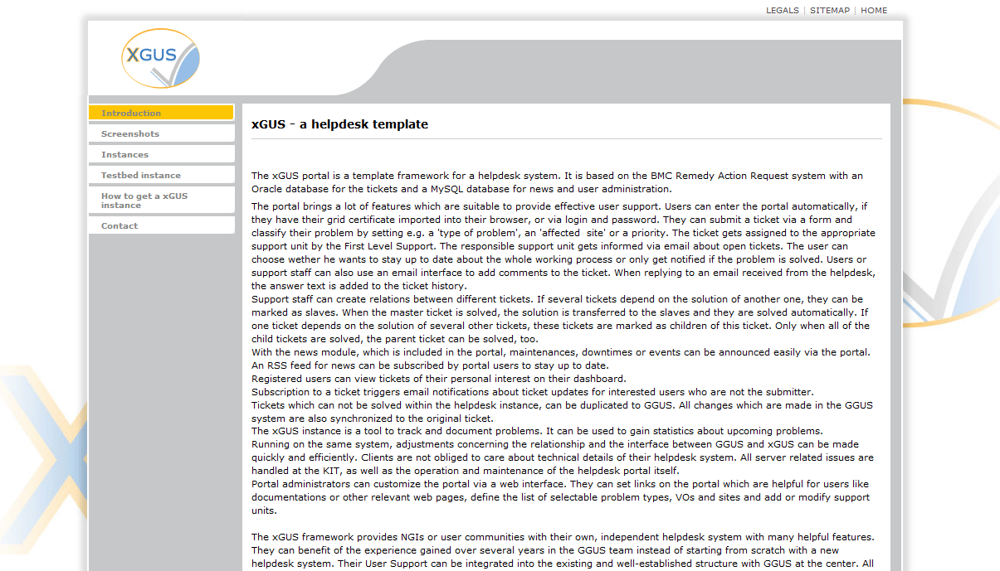 LEGALS | SITEMAP | HOME
XGUS
Introduction
Screenshots
Instances
Testbed instance
How to get a xGUS
instance
Contact
xGUS - a helpdesk template
The xGUS portal is a template framework for a helpdesk system. It is based on the BMC Remedy Action Request system with an
Oracle database for the tickets and a MySQL database for news and user administration.
The portal brings a lot of features which are suitable to provide effective user support. Users can enter the portal automatically, if
they have their grid certificate imported into their browser, or via login and password. They can submit a ticket via a form and
classify their problem by setting e.g. a 'type of problem', an 'affected  site' or a priority. The ticket gets assigned to the appropriate
support unit by the First Level Support. The responsible support unit gets informed via email about open tickets. The user can
choose wether he wants to stay up to date about the whole working process or only get notified if the problem is solved. Users or
support staff can also use an email interface to add comments to the ticket. When replying to an email received from the helpdesk,
the answer text is added to the ticket history.
Support staff can create relations between different tickets. If several tickets depend on the solution of another one, they can be
marked as slaves. When the master ticket is solved, the solution is transferred to the slaves and they are solved automatically. If
one ticket depends on the solution of several other tickets, these tickets are marked as children of this ticket. Only when all of the
child tickets are solved, the parent ticket can be solved, too.
With the news module, which is included in the portal, maintenances, downtimes or events can be announced easily via the portal.
An RSS feed for news can be subscribed by portal users to stay up to date.
Registered users can view tickets of their personal interest on their dashboard.
Subscription to a ticket triggers email notifications about ticket updates for interested users who are not the submitter.
Tickets which can not be solved within the helpdesk instance, can be duplicated to GGUS. All changes which are made in the GGUS
system are also synchronized to the original ticket.
The xGUS instance is a tool to track and document problems. It can be used to gain statistics about upcoming problems.
Running on the same system, adjustments concerning the relationship and the interface between GGUS and xGUS can be made
quickly and efficiently. Clients are not obliged to care about technical details of their helpdesk system. All server related issues are
handled at the KIT, as well as the operation and maintenance of the helpdesk portal itself.
Portal administrators can customize the portal via a web interface. They can set links on the portal which are helpful for users like
documentations or other relevant web pages, define the list of selectable problem types, VOs and sites and add or modify support
units.
The xGUS framework provides NGIs or user communities with their own, independent helpdesk system with many helpful features.
They can benefit of the experience gained over several years in the GGUS team instead of starting from scratch with a new
helpdesk system. Their User Support can be integrated into the existing and well-established structure with GGUS at the center. All